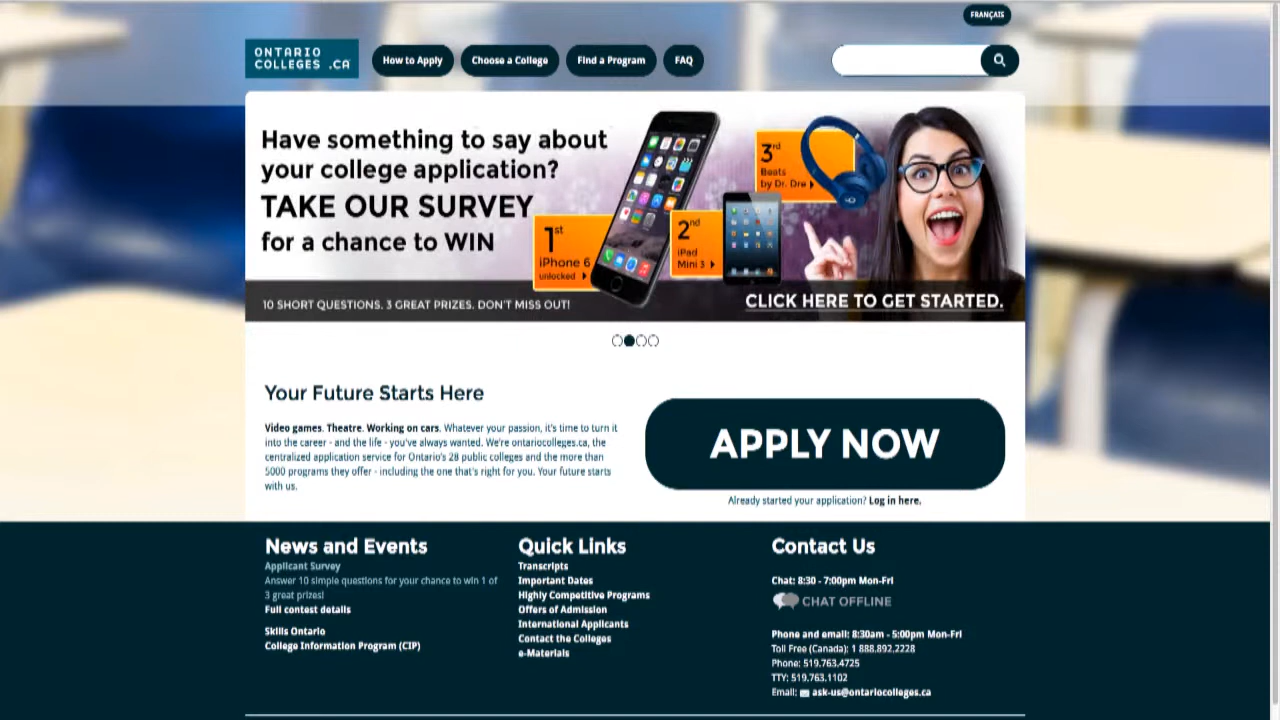 FRANÇAIS
ONTARIO
COLLEGES .CA
How to Apply
Choose a College
Find a Program
FAQ
Have something to say about
your college application?
TAKE OUR SURVEY
for a chance to WIN
1st
iPhone 6
unlocked
2nd
iPad
Mini 3
3rd
Beats
by Dr. Dre
10 SHORT QUESTIONS. 3 GREAT PRIZES. DON'T MISS OUT!
CLICK HERE TO GET STARTED.
Your Future Starts Here
Video games. Theatre. Working on cars. Whatever your passion, it's time to turn it
into the career - and the life - you've always wanted. We're ontariocolleges.ca, the
centralized application service for Ontario's 28 public colleges and the more than
5000 programs they offer - including the one that's right for you. Your future starts
with us.
APPLY NOW
Already started your application? Log in here.
News and Events
Applicant Survey
Answer 10 simple questions for your chance to win 1 of
3 great prizes!
Full contest details
Skills Ontario
College Information Program (CIP)
Quick Links
Transcripts
Important Dates
Highly Competitive Programs
Offers of Admission
International Applicants
Contact the Colleges
e-Materials
Contact Us
Chat: 8:30 - 7:00pm Mon-Fri
CHAT OFFLINE
Phone and email: 8:30am - 5:00pm Mon-Fri
Toll Free (Canada): 1 888.892.2228
Phone: 519.763.4725
TTY: 519.763.1102
Email: ask-us@ontariocolleges.ca